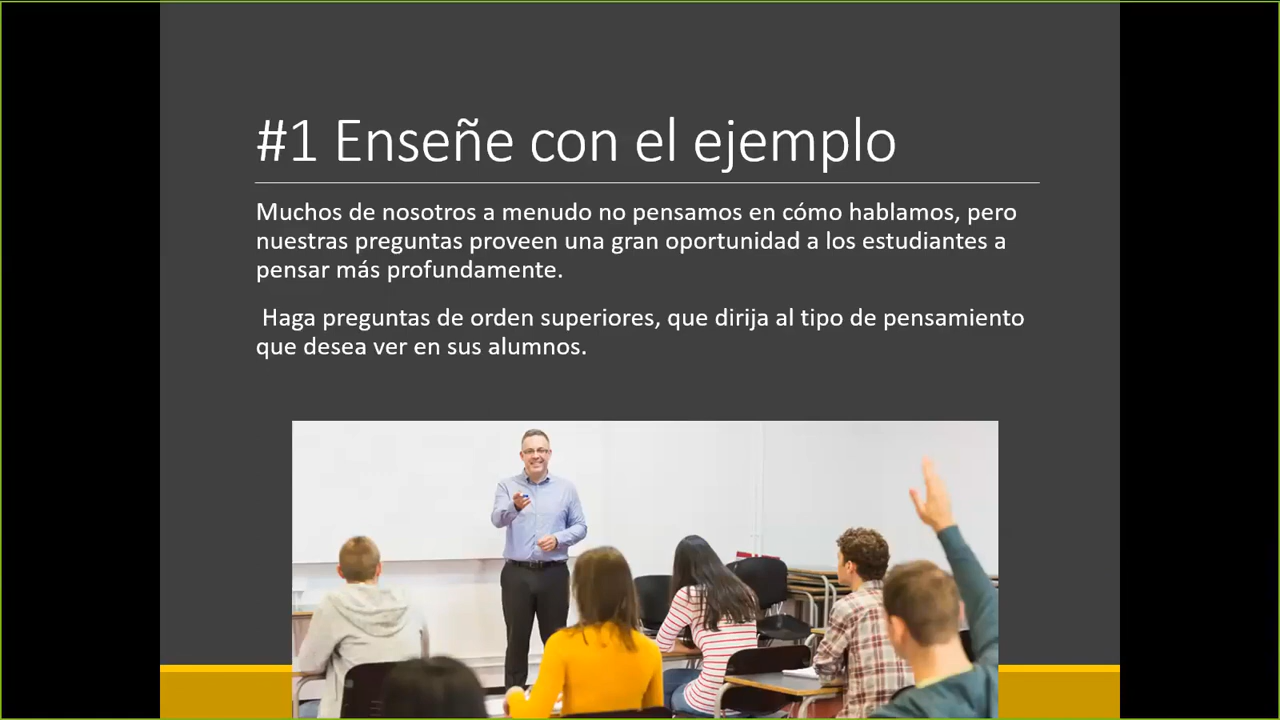 #1 Enseñe con el ejemplo
Muchos de nosotros a menudo no pensamos en cómo hablamos, pero
nuestras preguntas proveen una gran oportunidad a los estudiantes a
pensar más profundamente.
Haga preguntas de orden superiores, que dirija al tipo de pensamiento
que desea ver en sus alumnos.